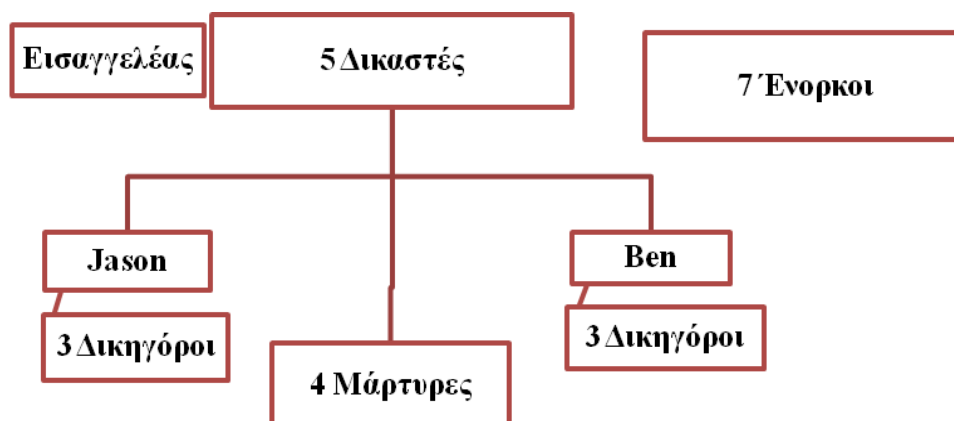 Εισαγγελέας
5 Δικαστές
7 Ένορκοι
Jason
Ben
3 Δικηγόροι
3 Δικηγόροι
4 Μάρτυρες